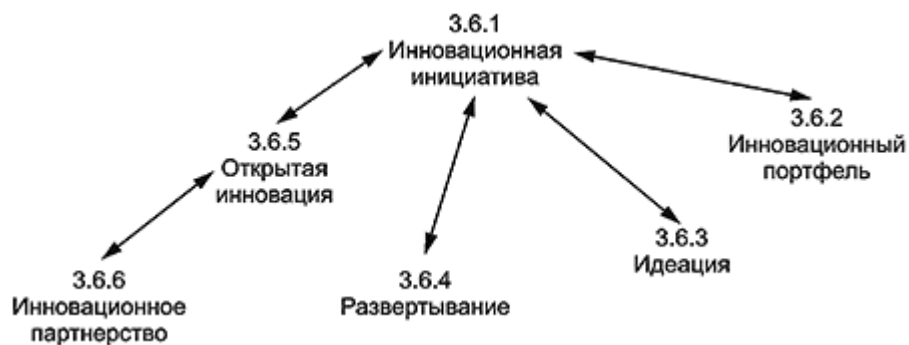 3.6.1
Инновационная
инициатива
3.6.5
Открытая
инновация
3.6.2
Инновационный
портфель
3.6.6
Инновационное
партнерство
3.6.4
Развертывание
3.6.3
Идеация